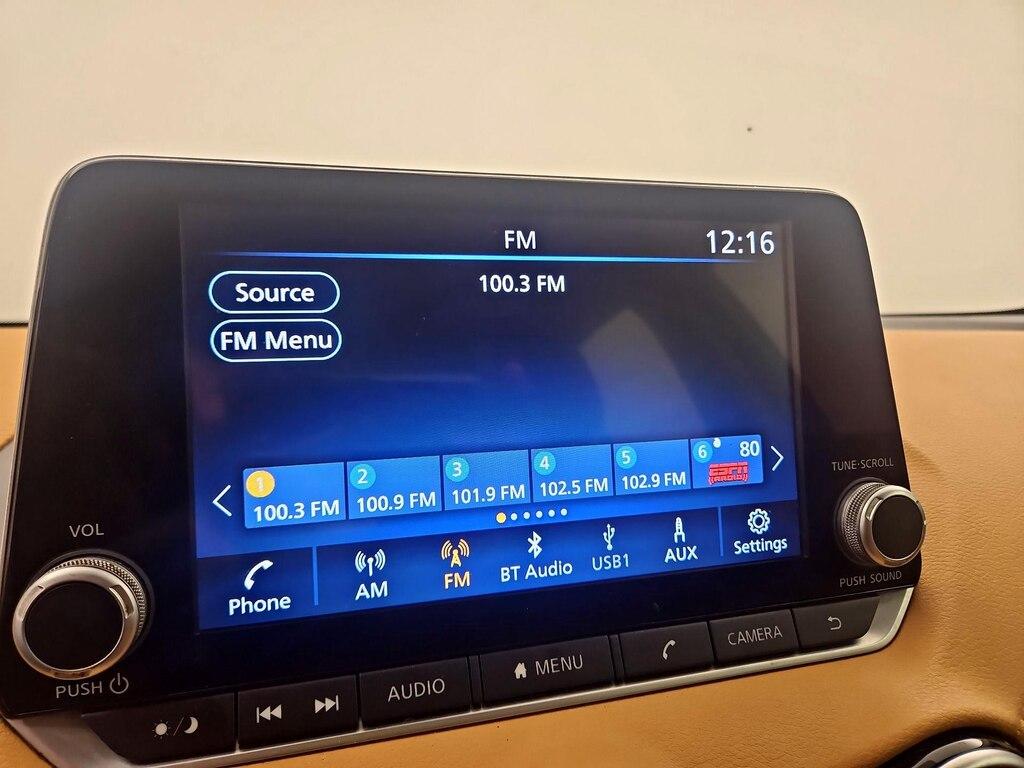 FM
12:16
Source
100.3 FM
FM Menu
1 100.3 FM
2 100.9 FM
3 101.9 FM
4 102.5 FM
5 102.9 FM
6 80
ESPN
RADIO
Phone
AM
FM
BT Audio
USB1
AUX
Settings
VOL
PUSH
TUNE·SCROLL
PUSH SOUND
AUDIO
MENU
CAMERA